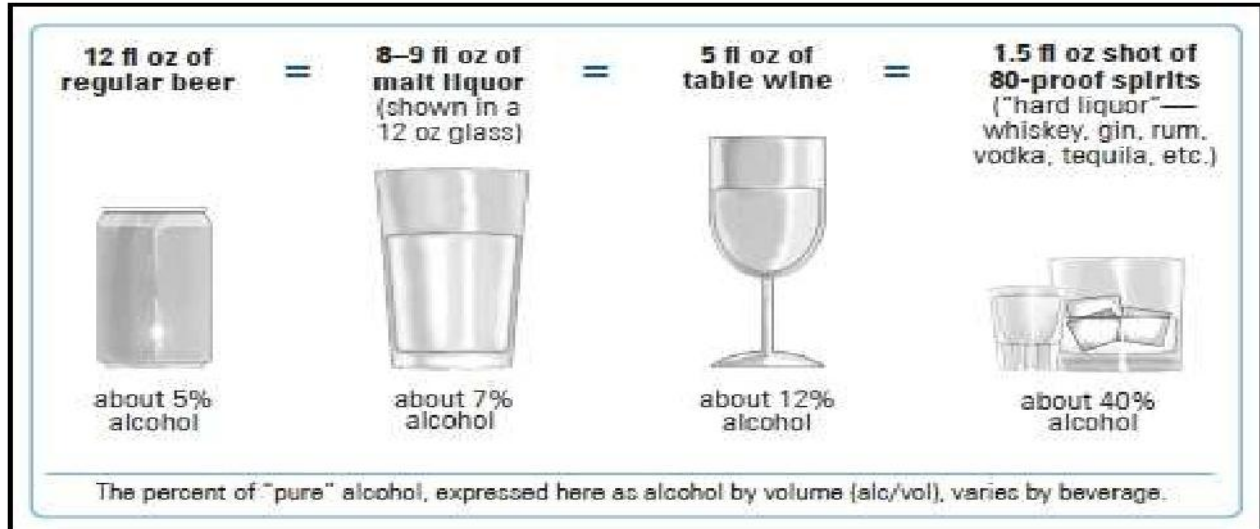 12 fl oz of
regular beer
=
8–9 fl oz of
malt liquor
(shown in a
12 oz glass)
=
5 fl oz of
table wine
=
1.5 fl oz shot of
80-proof spirits
("hard liquor"—
whiskey, gin, rum,
vodka, tequila, etc.)
about 5%
alcohol
about 7%
alcohol
about 12%
alcohol
about 40%
alcohol
The percent of "pure" alcohol, expressed here as alcohol by volume (alc/vol), varies by beverage.